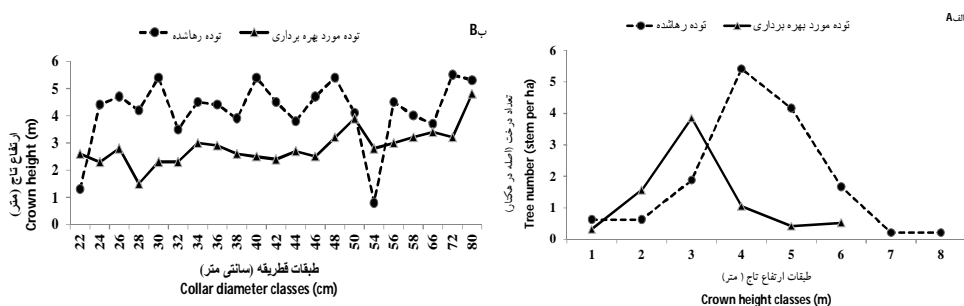 توده رهاشده توده مورد بهره برداری
بB
ارتفاع تاج (متر)
Crown height (m)
6
5
4
3
2
1
0
22 24 26 28 30 32 34 36 38 40 42 44 46 48 50 54 56 58 66 72 80
طبقات قطریقه (سانتی متر)
Collar diameter classes (cm)
الفA
توده رهاشده توده مورد بهره برداری
تعداد درخت (اصله در هکتار)
Tree number (stem per ha)
6
5
4
3
2
1
0
1 2 3 4 5 6 7 8
طبقات ارتفاع تاج ( متر)
Crown height classes (m)